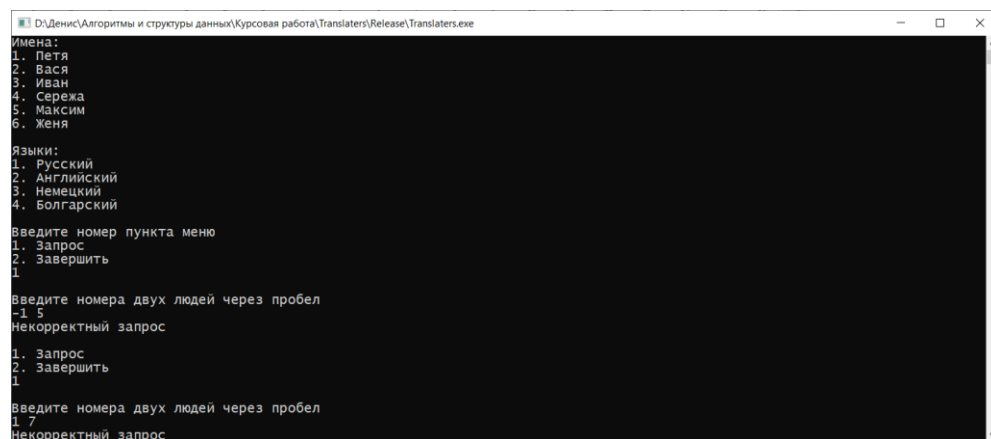 D:\Денис\Алгоритмы и структуры данных\Курсовая работа\Translaters\Release\Translaters.exe
Имена:
1. Петя
2. Вася
3. Иван
4. Сережа
5. Максим
6. Женя
Языки:
1. Русский
2. Английский
3. Немецкий
4. Болгарский
Введите номер пункта меню
1. Запрос
2. Завершить
1
Введите номера двух людей через пробел
-1 5
Некорректный запрос
1. Запрос
2. Завершить
1
Введите номера двух людей через пробел
1 7
Некорректный запрос